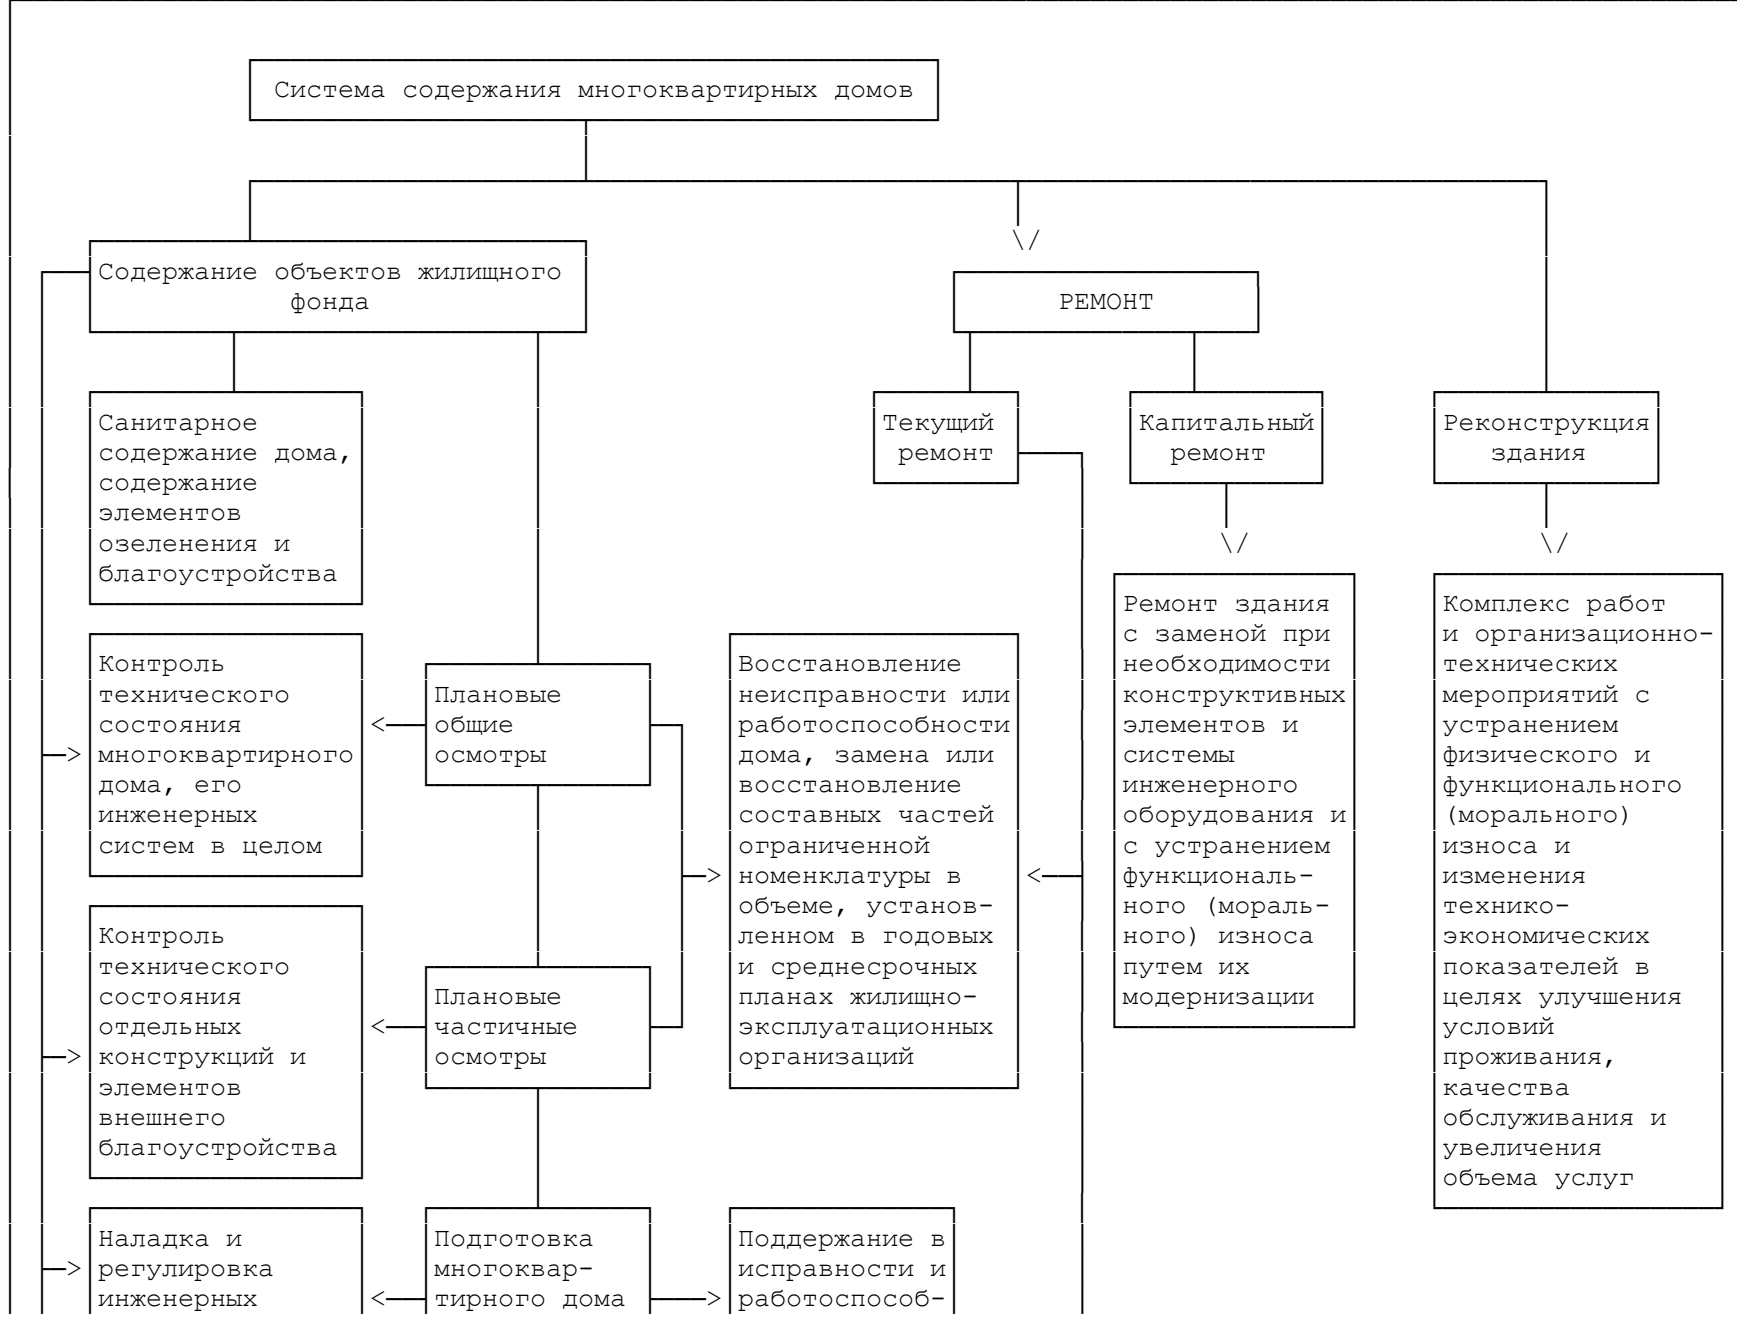 Система содержания многоквартирных домов
Содержание объектов жилищного
фонда
РЕМОНТ
Санитарное
содержание дома,
содержание
элементов
озеленения и
благоустройства
Текущий
ремонт
Капитальный
ремонт
Реконструкция
здания
Контроль
технического
состояния
многоквартирного
дома, его
инженерных
систем в целом
Плановые
общие
осмотры
Восстановление
неисправности или
работоспособности
дома, замена или
восстановление
составных частей
ограниченной
номенклатуры в
объеме, установ-
ленном в годовых
и среднесрочных
планах жилищно-
эксплуатационных
организаций
Ремонт здания
с заменой при
необходимости
конструктивных
элементов и
системы
инженерного
оборудования и
с устранением
функциональ-
ного (мораль-
ного) износа
путем их
модернизации
Комплекс работ
и организационно-
технических
мероприятий с
устранением
физического и
функционального
(морального)
износа и
изменения
технико-
экономических
показателей в
целях улучшения
условий
проживания,
качества
обслуживания и
увеличения
объема услуг
Контроль
технического
состояния
отдельных
конструкций и
элементов
внешнего
благоустройства
Плановые
частичные
осмотры
Наладка и
регулировка
инженерных
Подготовка
многоквар-
тирного дома
Поддержание в
исправности и
работоспособ-